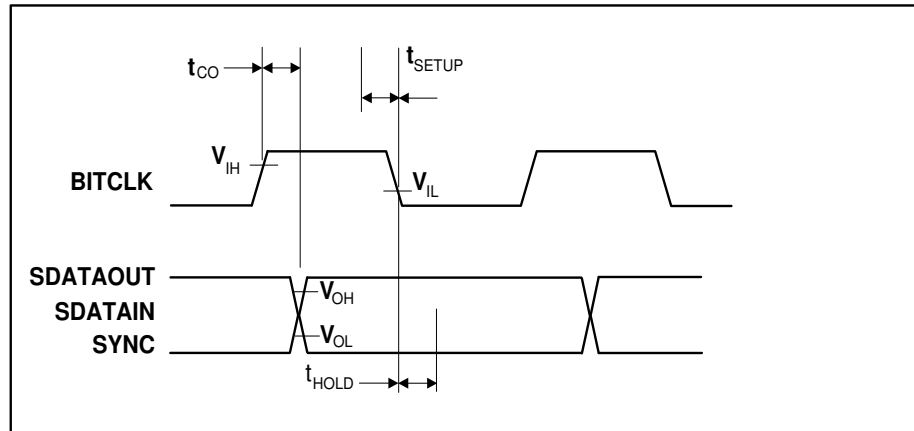 tCO
tSETUP
VIH
BITCLK
VIL
SDATAOUT
VOH
SDATAIN
VOL
SYNC
tHOLD